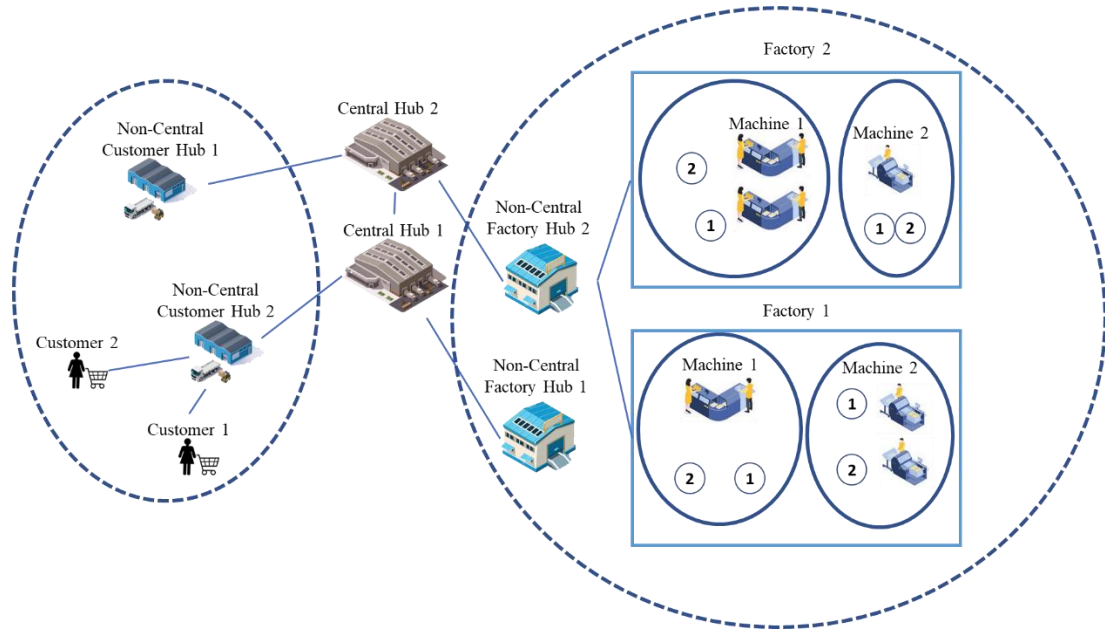 Factory 2
Central Hub 2
Non-Central
Customer Hub 1
Machine 1
Machine 2
2
1
1
2
Non-Central
Factory Hub 2
Central Hub 1
Non-Central
Customer Hub 2
Factory 1
Customer 2
Non-Central
Factory Hub 1
Machine 1
Machine 2
1
2
2
1
Customer 1